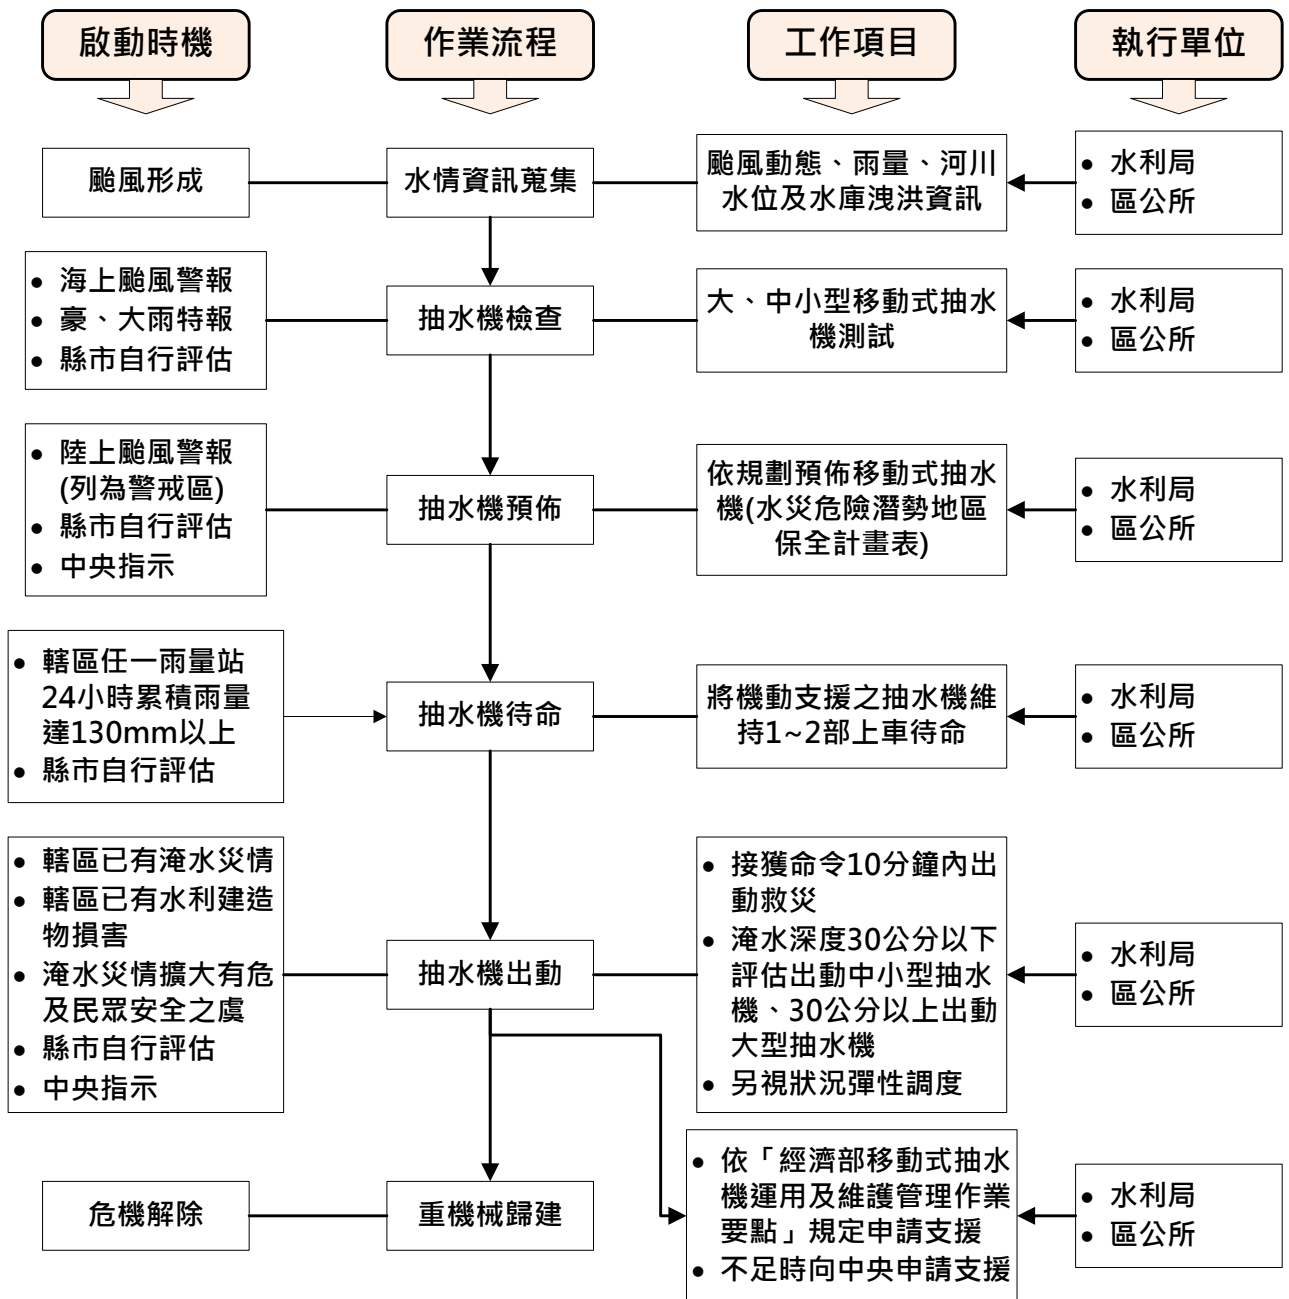 啟動時機
作業流程
工作項目
執行單位
颱風形成
水情資訊蒐集
颱風動態、雨量、河川
水位及水庫洩洪資訊
• 水利局
• 區公所
• 海上颱風警報
• 豪、大雨特報
• 縣市自行評估
抽水機檢查
大、中小型移動式抽水
機測試
• 水利局
• 區公所
• 陸上颱風警報
(列為警戒區)
• 縣市自行評估
• 中央指示
抽水機預佈
依規劃預佈移動式抽水
機(水災危險潛勢地區
保全計畫表)
• 水利局
• 區公所
• 轄區任一雨量站
24小時累積雨量
達130mm以上
• 縣市自行評估
抽水機待命
將機動支援之抽水機維
持1~2部上車待命
• 水利局
• 區公所
• 轄區已有淹水災情
• 轄區已有水利建造
物損害
• 淹水災情擴大有危
及民眾安全之虞
• 縣市自行評估
• 中央指示
抽水機出動
• 接獲命令10分鐘內出
動救災
• 淹水深度30公分以下
評估出動中小型抽水
機、30公分以上出動
大型抽水機
• 另視狀況彈性調度
• 水利局
• 區公所
危機解除
重機械歸建
• 依「經濟部移動式抽水
機運用及維護管理作業
要點」規定申請支援
• 不足時向中央申請支援
• 水利局
• 區公所